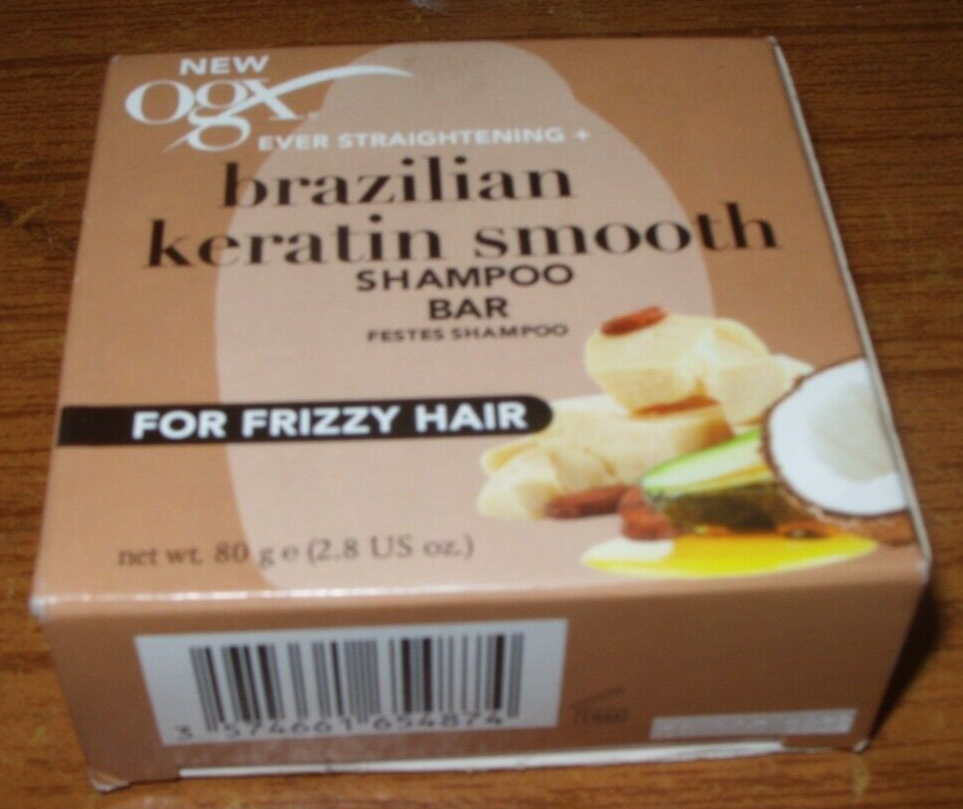 NEW
ogx
EVER STRAIGHTENING +
brazilian
keratin smooth
SHAMPOO
BAR
FESTES SHAMPOO
FOR FRIZZY HAIR
net wt. 80 g e (2.8 US oz.)
3 574661 654874